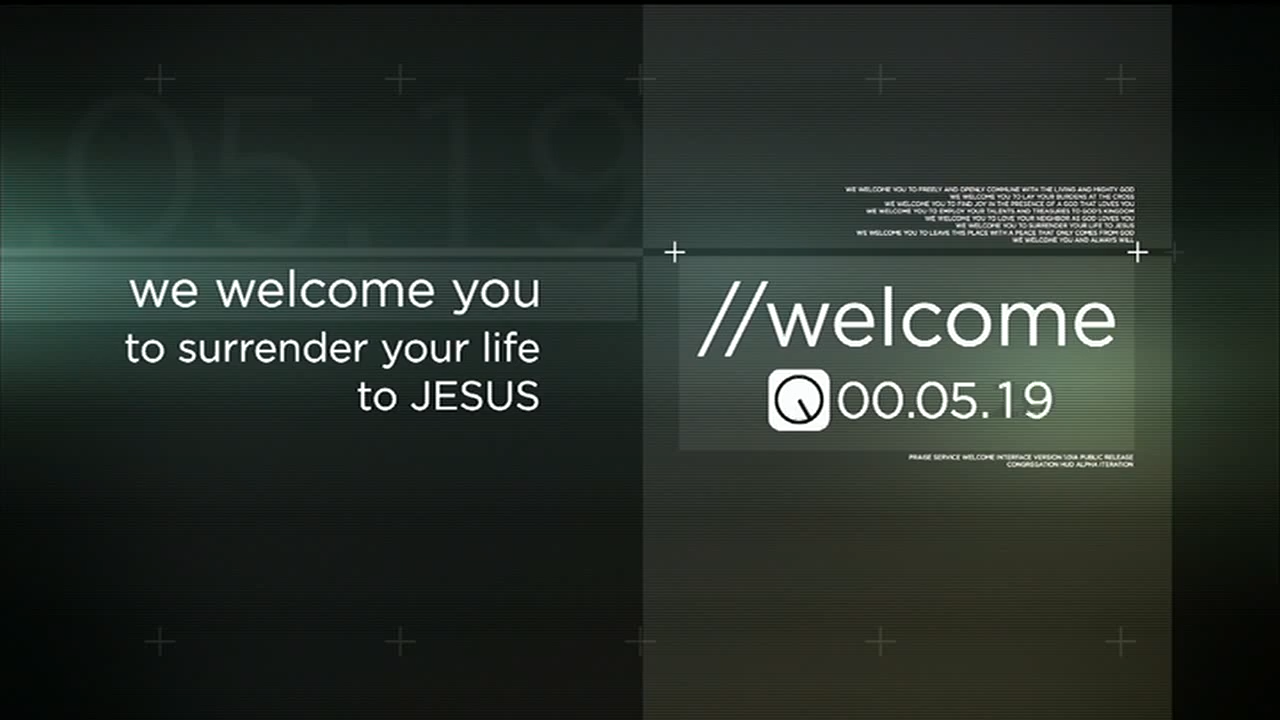 05.19
we welcome you
to surrender your life
to JESUS
WE WELCOME YOU TO FREELY AND OPENLY COMMUNE WITH THE LIVING AND MIGHTY GOD
WE WELCOME YOU TO LAY YOUR BURDENS AT THE CROSS
WE WELCOME YOU TO FIND JOY IN THE PRESENCE OF A GOD THAT LOVES YOU
WE WELCOME YOU TO EMPLOY YOUR TALENTS AND TREASURES TO GOD'S KINGDOM
WE WELCOME YOU TO LOVE YOUR NEIGHBOR AS GOD LOVES YOU
WE WELCOME YOU TO SURRENDER YOUR LIFE TO JESUS
WE WELCOME YOU TO LEAVE THIS PLACE WITH A PEACE THAT ONLY COMES FROM GOD
WE WELCOME YOU AND ALWAYS WILL
//welcome
00.05.19
PRAISE SERVICE WELCOME INTERFACE VERSION 1.01A PUBLIC RELEASE
CONGREGATION HUD ALPHA ITERATION